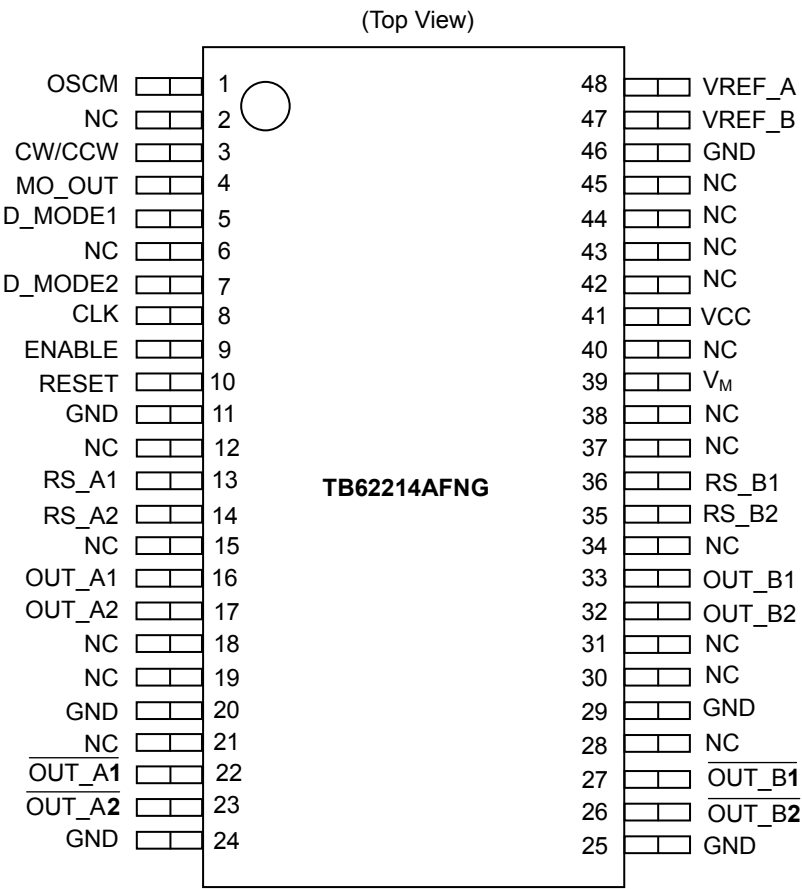 (Top View)
OSCM 1 48 VREF_A
NC 2 47 VREF_B
CW/CCW 3 46 GND
MO_OUT 4 45 NC
D_MODE1 5 44 NC
NC 6 43 NC
D_MODE2 7 42 NC
CLK 8 41 VCC
ENABLE 9 40 NC
RESET 10 39 VM
GND 11 38 NC
NC 12 37 NC
RS_A1 13 36 RS_B1
TB62214AFNG
RS_A2 14 35 RS_B2
NC 15 34 NC
OUT_A1 16 33 OUT_B1
OUT_A2 17 32 OUT_B2
NC 18 31 NC
NC 19 30 NC
GND 20 29 GND
NC 21 28 NC
OUT_A1 22 27 OUT_B1
OUT_A2 23 26 OUT_B2
GND 24 25 GND